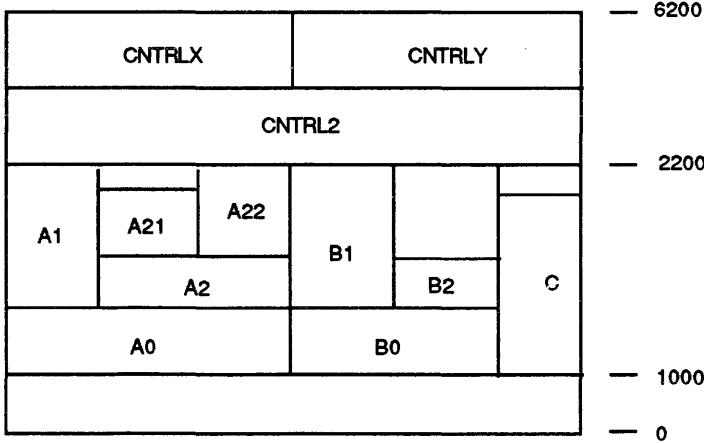 6200
CNTRLX CNTRLY
CNTRL2
2200
A1 A21 A22 B1
A2 B2 C
A0 B0
1000
0